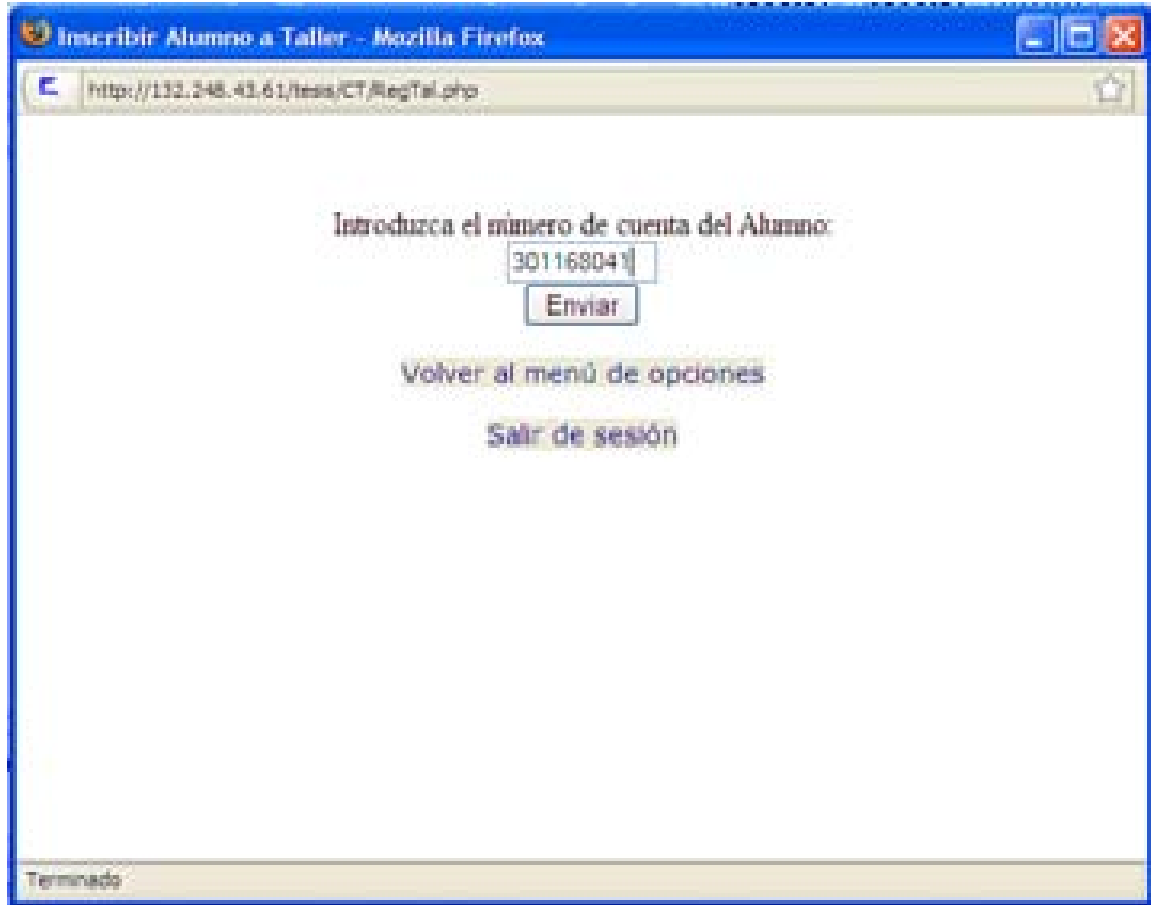 Inscribir Alumno a Taller - Mozilla Firefox
http://132.248.43.61/tesis/CT/RegTal.php
Introduzca el número de cuenta del Alumno:
301168041
Enviar
Volver al menú de opciones
Salir de sesión
Terminado